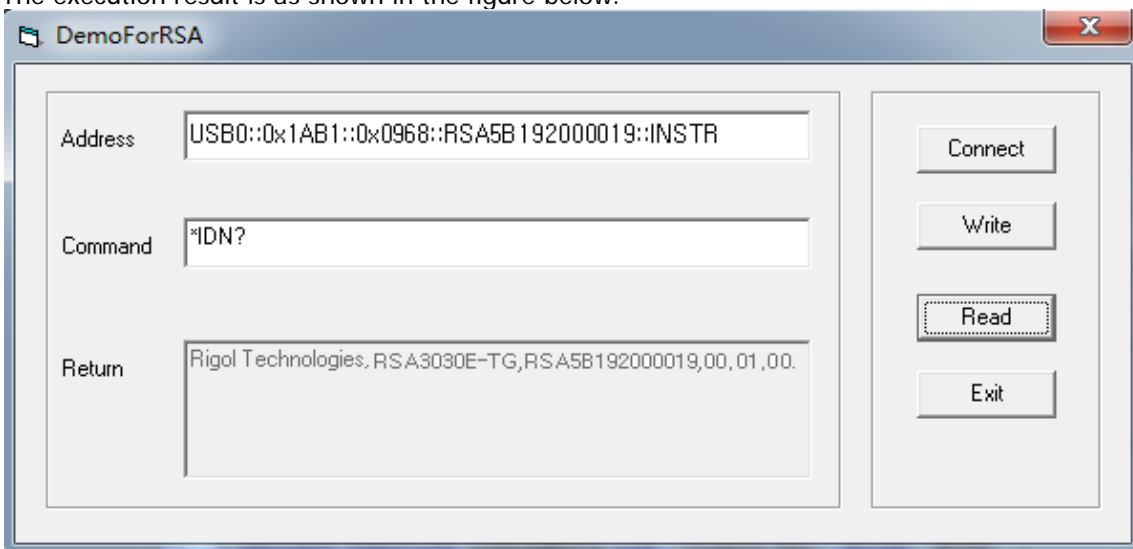 The execution result is as shown in the figure below.
DemoForRSA
Address
USB0::0x1AB1::0x0968::RSA5B192000019::INSTR
Connect
Write
Command
*IDN?
Read
Return
Rigol Technologies, RSA3030E-TG,RSA5B192000019,00,01,00.
Exit